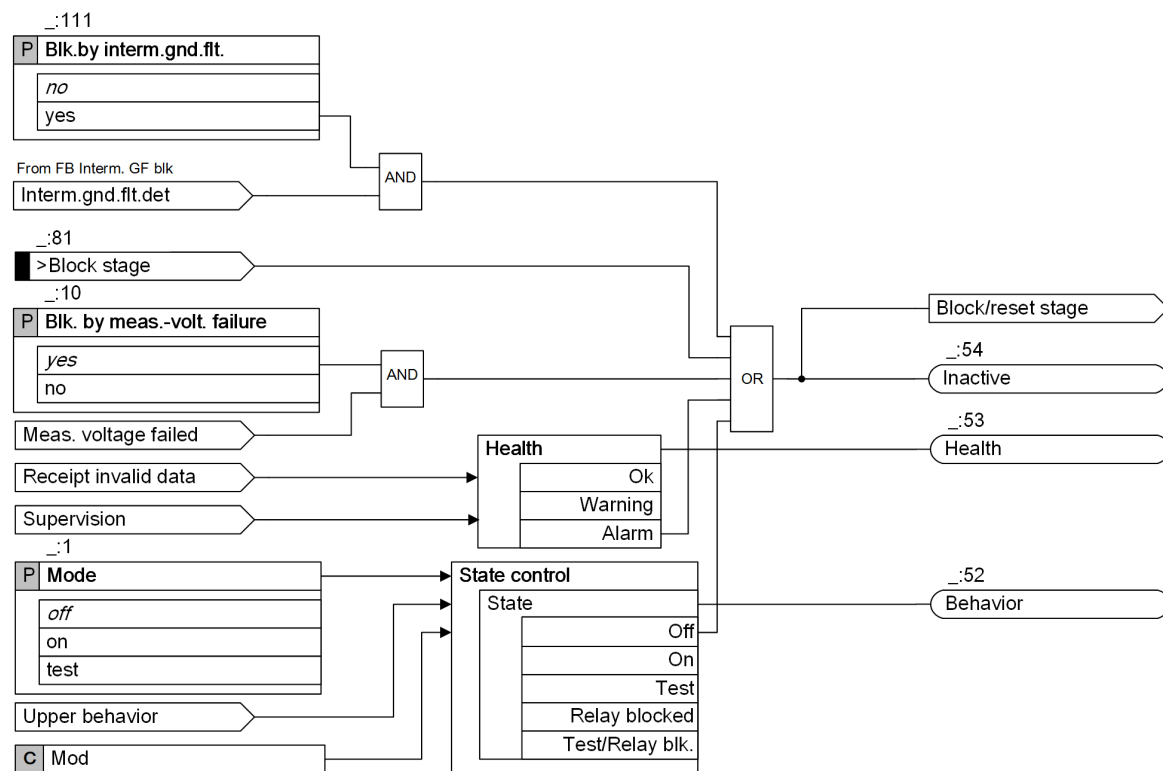 _:111
P Blk.by interm.gnd.flt.
no
yes
From FB Interm. GF blk
Interm.gnd.flt.det
AND
_:81
>Block stage
_:10
P Blk. by meas.-volt. failure
yes
no
AND
Meas. voltage failed
OR
Block/reset stage
_:54
Inactive
_:53
Health
Receipt invalid data
Supervision
Health
Ok
Warning
Alarm
_:1
P Mode
off
on
test
Upper behavior
C Mod
State control
State
Off
On
Test
Relay blocked
Test/Relay blk.
_:52
Behavior